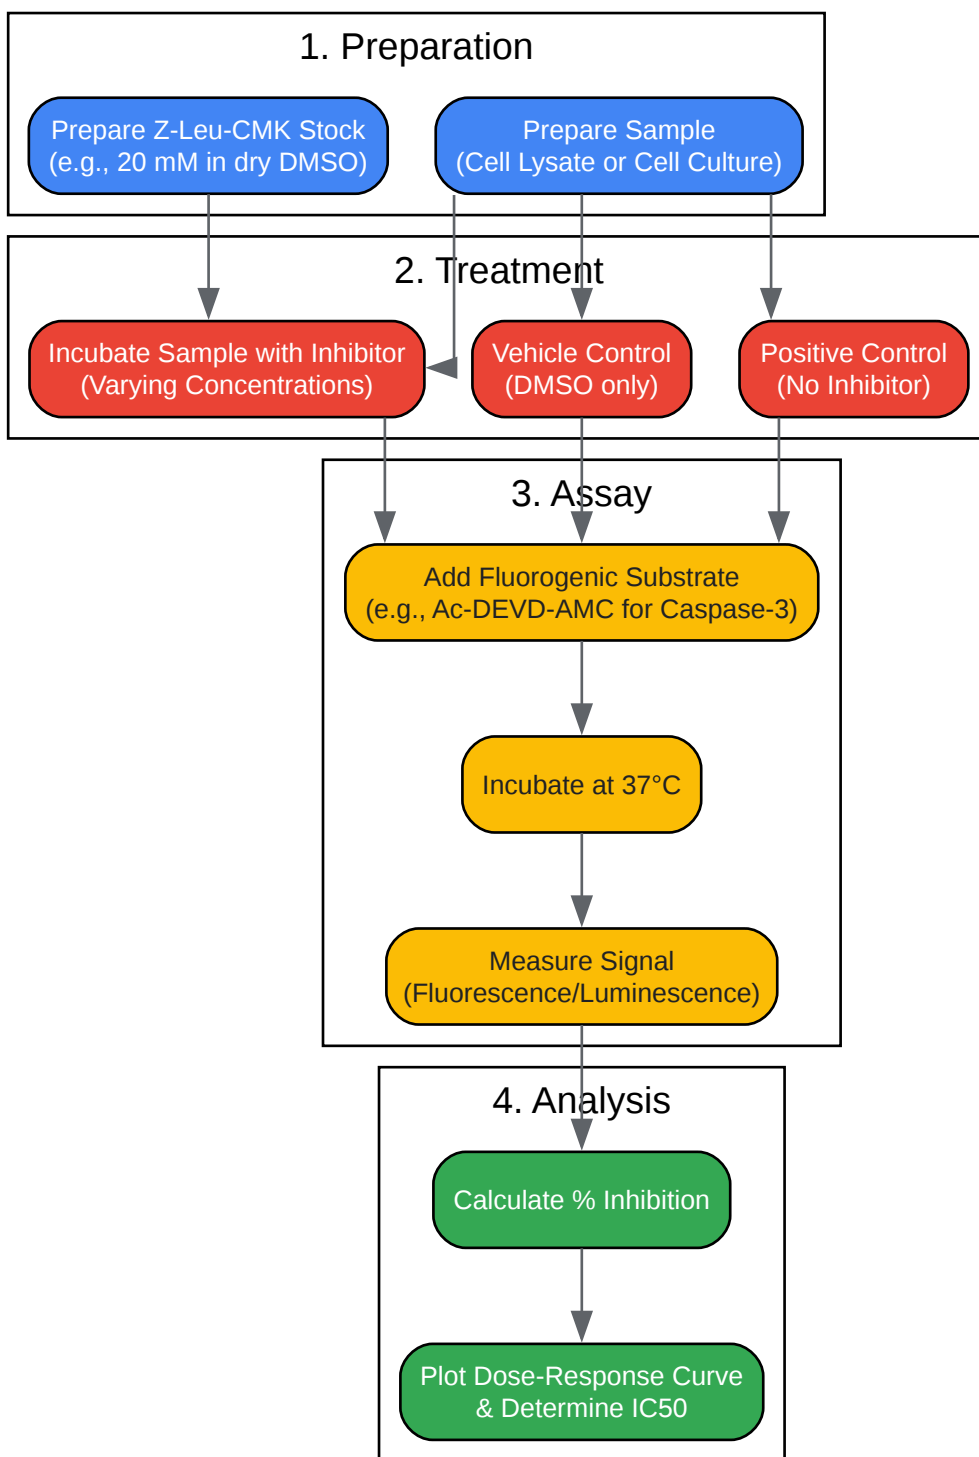 1. Preparation
Prepare Z-Leu-CMK Stock
(e.g., 20 mM in dry DMSO)
Prepare Sample
(Cell Lysate or Cell Culture)
2. Treatment
Incubate Sample with Inhibitor
(Varying Concentrations)
Vehicle Control
(DMSO only)
Positive Control
(No Inhibitor)
3. Assay
Add Fluorogenic Substrate
(e.g., Ac-DEVD-AMC for Caspase-3)
Incubate at 37°C
Measure Signal
(Fluorescence/Luminescence)
4. Analysis
Calculate % Inhibition
Plot Dose-Response Curve
& Determine IC50